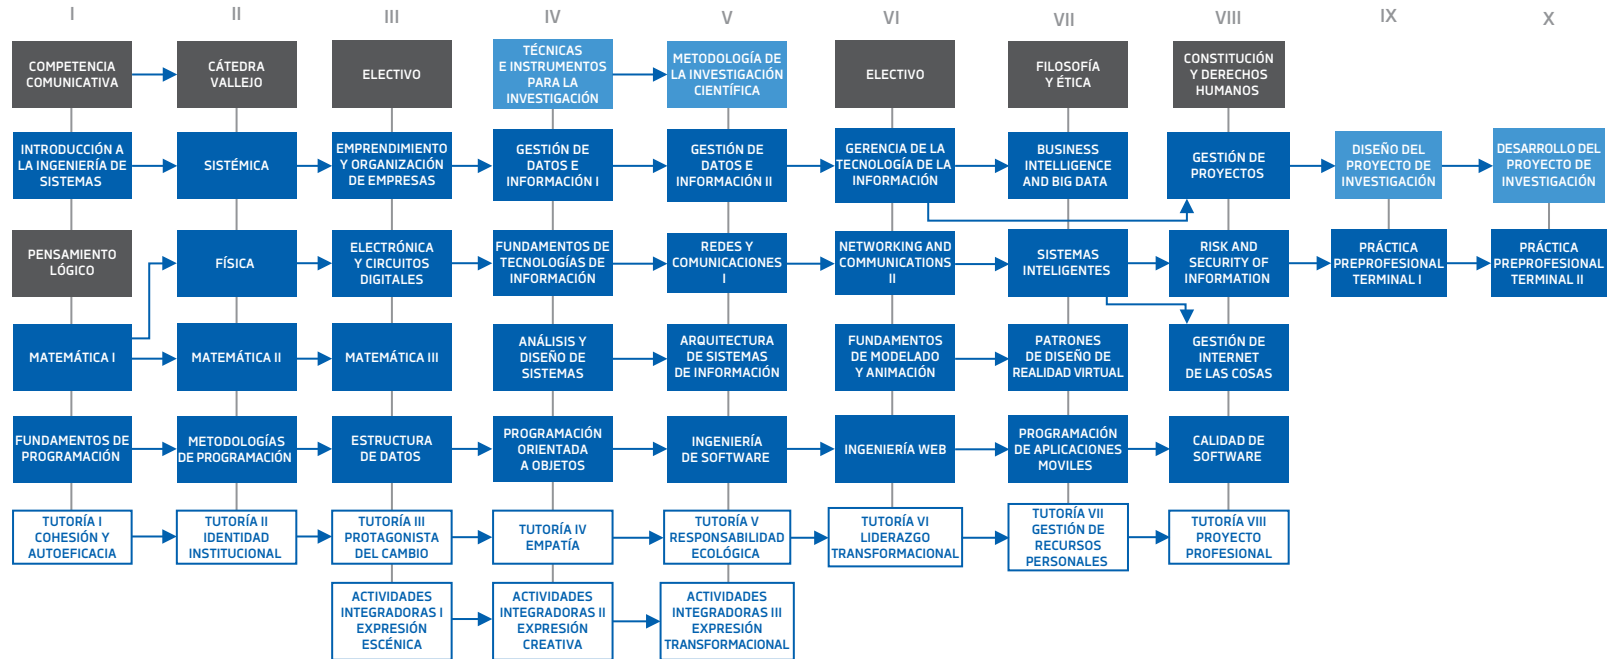 I
II
III
IV
V
VI
VII
VIII
IX
X
COMPETENCIA
COMUNICATIVA
CÁTEDRA
VALLEJO
ELECTIVO
TÉCNICAS
E INSTRUMENTOS
PARA LA
INVESTIGACIÓN
METODOLOGÍA DE
LA INVESTIGACIÓN
CIENTÍFICA
ELECTIVO
FILOSOFÍA
Y ÉTICA
CONSTITUCIÓN
Y DERECHOS
HUMANOS
INTRODUCCIÓN A
LA INGENIERÍA DE
SISTEMAS
SISTÉMICA
EMPRENDIMIENTO
Y ORGANIZACIÓN
DE EMPRESAS
GESTIÓN DE
DATOS E
INFORMACIÓN I
GESTIÓN DE
DATOS E
INFORMACIÓN II
GERENCIA DE LA
TECNOLOGÍA DE LA
INFORMACIÓN
BUSINESS
INTELLIGENCE
AND BIG DATA
GESTIÓN DE
PROYECTOS
DISEÑO DEL
PROYECTO DE
INVESTIGACIÓN
DESARROLLO DEL
PROYECTO DE
INVESTIGACIÓN
PENSAMIENTO
LÓGICO
FÍSICA
ELECTRÓNICA
Y CIRCUITOS
DIGITALES
FUNDAMENTOS DE
TECNOLOGÍAS DE
INFORMACIÓN
REDES Y
COMUNICACIONES
I
NETWORKING AND
COMMUNICATIONS
II
SISTEMAS
INTELIGENTES
RISK AND
SECURITY OF
INFORMATION
PRÁCTICA
PREPROFESIONAL
TERMINAL I
PRÁCTICA
PREPROFESIONAL
TERMINAL II
MATEMÁTICA I
MATEMÁTICA II
MATEMÁTICA III
ANÁLISIS Y
DISEÑO DE
SISTEMAS
ARQUITECTURA
DE SISTEMAS
DE INFORMACIÓN
FUNDAMENTOS
DE MODELADO
Y ANIMACIÓN
PATRONES
DE DISEÑO DE
REALIDAD VIRTUAL
GESTIÓN DE
INTERNET
DE LAS COSAS
FUNDAMENTOS DE
PROGRAMACIÓN
METODOLOGÍAS
DE PROGRAMACIÓN
ESTRUCTURA
DE DATOS
PROGRAMACIÓN
ORIENTADA
A OBJETOS
INGENIERÍA
DE SOFTWARE
INGENIERÍA WEB
PROGRAMACIÓN
DE APLICACIONES
MOVILES
CALIDAD DE
SOFTWARE
TUTORÍA I
COHESIÓN Y
AUTOEFICACIA
TUTORÍA II
IDENTIDAD
INSTITUCIONAL
TUTORÍA III
PROTAGONISTA
DEL CAMBIO
TUTORÍA IV
EMPATÍA
TUTORÍA V
RESPONSABILIDAD
ECOLÓGICA
TUTORÍA VI
LIDERAZGO
TRANSFORMACIONAL
TUTORÍA VII
GESTIÓN DE
RECURSOS
PERSONALES
TUTORÍA VIII
PROYECTO
PROFESIONAL
ACTIVIDADES
INTEGRADORAS I
EXPRESIÓN
ESCÉNICA
ACTIVIDADES
INTEGRADORAS II
EXPRESIÓN
CREATIVA
ACTIVIDADES
INTEGRADORAS III
EXPRESIÓN
TRANSFORMACIONAL